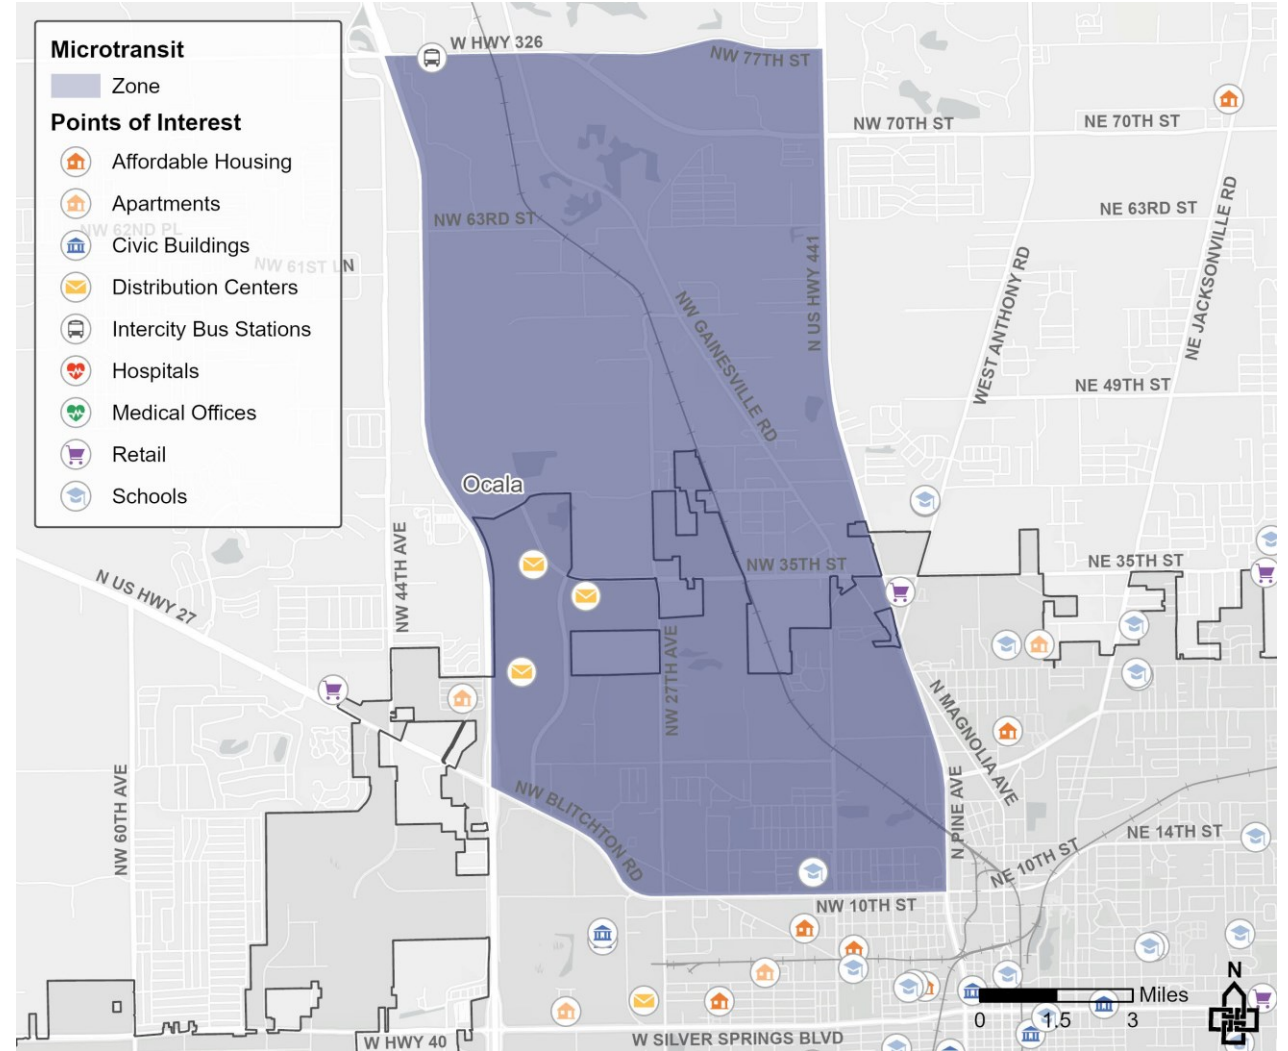 Microtransit
Zone
Points of Interest
Affordable Housing
Apartments
Civic Buildings
Distribution Centers
Intercity Bus Stations
Hospitals
Medical Offices
Retail
Schools
NW 62ND PL
NW 61ST LN
W HWY 326
NW 77TH ST
NW 70TH ST
NE 70TH ST
NW 63RD ST
NE 63RD ST
N US HWY 441
NW GAINESVILLE RD
WEST ANTHONY RD
NE JACKSONVILLE RD
NE 49TH ST
Ocala
NW 44TH AVE
N US HWY 27
NW 35TH ST
NE 35TH ST
NW 27TH AVE
N MAGNOLIA AVE
NW 60TH AVE
NW BLITCHTON RD
N PINE AVE
NE 14TH ST
NE 10TH ST
NW 10TH ST
W HWY 40
W SILVER SPRINGS BLVD
Miles
0
1.5
3
N